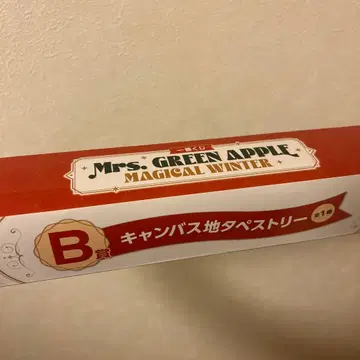 一番くじ
Mrs. GREEN APPLE
MAGICAL WINTER
B賞
キャンバス地タペストリー
全1種